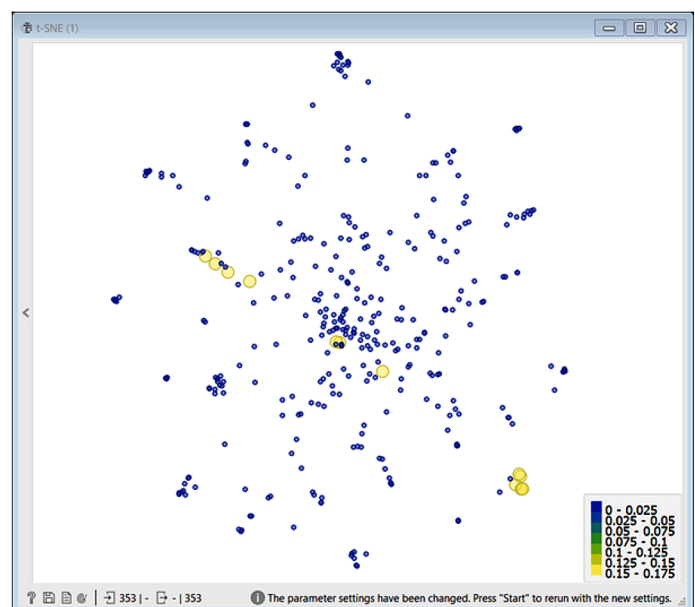 t-SNE (1)
0 - 0,025
0.025 - 0.05
0.05 - 0.075
0.075 - 0.1
0.1 - 0.125
0.125 - 0.15
0.15 - 0.175
? 353 | - - | 353 The parameter settings have been changed. Press "Start" to rerun with the new settings.